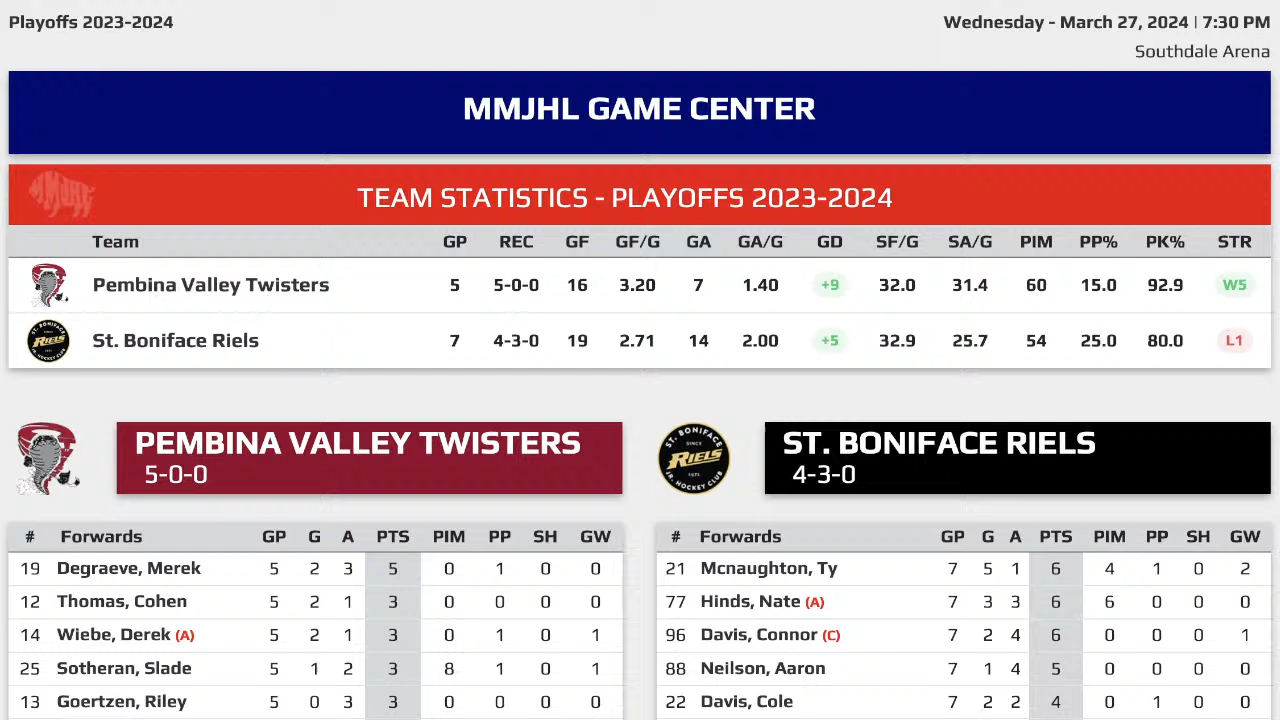 Playoffs 2023-2024
Wednesday - March 27, 2024 | 7:30 PM
Southdale Arena
MMJHL GAME CENTER
MMJHL
TEAM STATISTICS - PLAYOFFS 2023-2024
Team GP REC GF GF/G GA GA/G GD SF/G SA/G PIM PP% PK% STR
Pembina Valley Twisters 5 5-0-0 16 3.20 7 1.40 +9 32.0 31.4 60 15.0 92.9 W5
St. Boniface Riels 7 4-3-0 19 2.71 14 2.00 +5 32.9 25.7 54 25.0 80.0 L1
PEMBINA VALLEY TWISTERS
5-0-0
ST. BONIFACE
SINCE
RIELS
1971
JR. HOCKEY CLUB
ST. BONIFACE RIELS
4-3-0
# Forwards GP G A PTS PIM PP SH GW
19 Degraeve, Merek 5 2 3 5 0 1 0 0
12 Thomas, Cohen 5 2 1 3 0 0 0 0
14 Wiebe, Derek (A) 5 2 1 3 0 1 0 1
25 Sotheran, Slade 5 1 2 3 8 1 0 1
13 Goertzen, Riley 5 0 3 3 0 0 0 0
# Forwards GP G A PTS PIM PP SH GW
21 Mcnaughton, Ty 7 5 1 6 4 1 0 2
77 Hinds, Nate (A) 7 3 3 6 6 0 0 0
96 Davis, Connor (C) 7 2 4 6 0 0 0 1
88 Neilson, Aaron 7 1 4 5 0 0 0 0
22 Davis, Cole 7 2 2 4 0 1 0 0